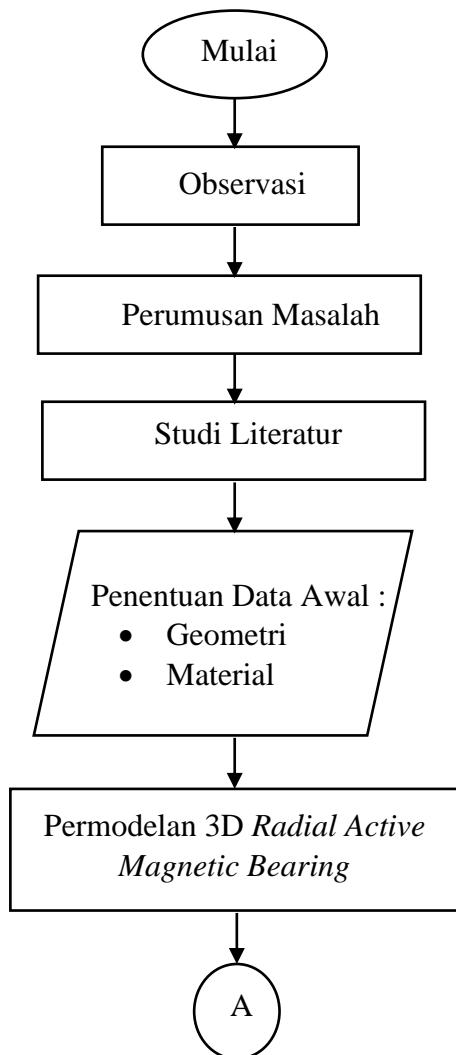 Mulai
Observasi
Perumusan Masalah
Studi Literatur
Penentuan Data Awal :
• Geometri
• Material
Permodelan 3D Radial Active
Magnetic Bearing
A